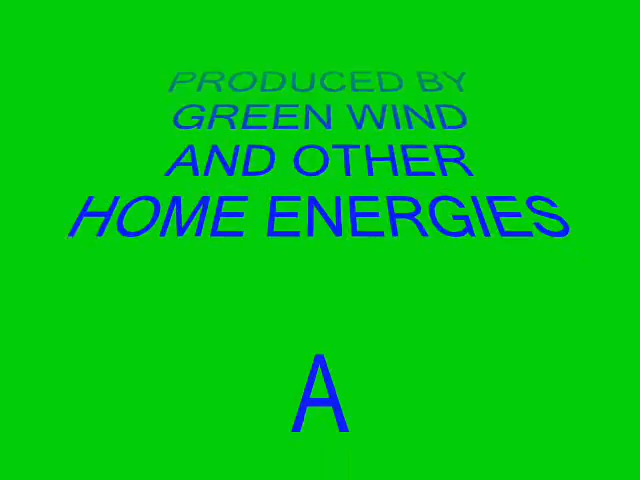 PRODUCED BY
GREEN WIND
AND OTHER
HOME ENERGIES
A